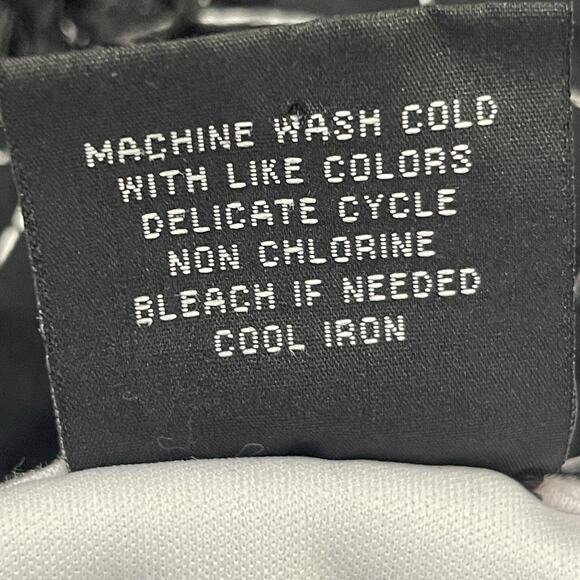 MACHINE WASH COLD
WITH LIKE COLORS
DELICATE CYCLE
NON CHLORINE
BLEACH IF NEEDED
COOL IRON